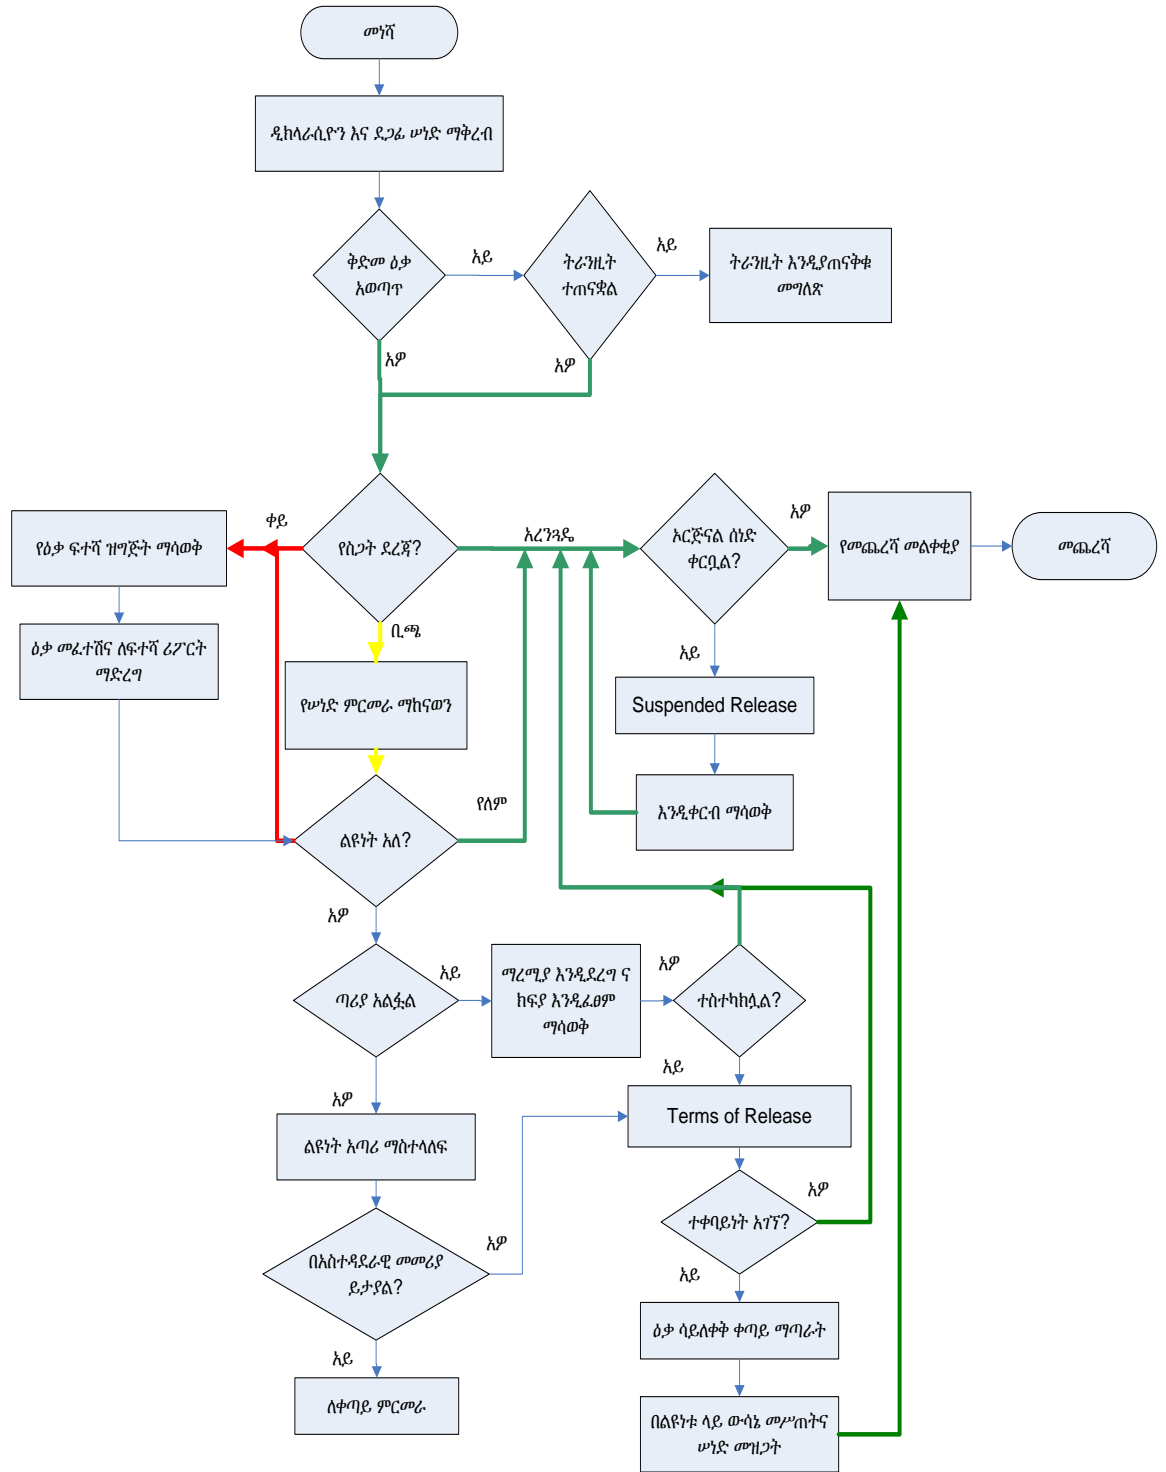 መነሻ
ዲክላራሲዮን እና ደጋፊ ሠነድ ማቅረብ
ቅድመ ዕቃ
አወጣጥ
አይ
ትራንዚት
ተጠናቋል
አይ
ትራንዚት እንዲያጠናቅቁ
መግለጽ
አዎ
አዎ
የዕቃ ፍተሻ ዝግጅት ማሳወቅ
ቀይ
የስጋት ደረጃ?
አረንጓዴ
ኦርጅናል ሰነድ
ቀርቧል?
አዎ
የመጨረሻ መልቀቂያ
መጨረሻ
ዕቃ መፈተሽና ለፍተሻ ሪፖርት
ማድረግ
ቢጫ
አይ
የሠነድ ምርመራ ማከናወን
Suspended Release
እንዲቀርብ ማሳወቅ
ልዩነት አለ?
የለም
አዎ
ጣሪያ አልፏል
አይ
ማረሚያ እንዲደረግ ና
ክፍያ እንዲፈፀም
ማሳወቅ
አዎ
ተስተካክሏል?
አይ
አዎ
ልዩነት አጣሪ ማስተላለፍ
Terms of Release
ተቀባይነት አገኘ?
አዎ
በአስተዳደራዊ መመሪያ
ይታያል?
አዎ
አይ
ዕቃ ሳይለቀቅ ቀጣይ ማጣራት
አይ
ለቀጣይ ምርመራ
በልዩነቱ ላይ ውሳኔ መሥጠትና
ሠነድ መዝጋት